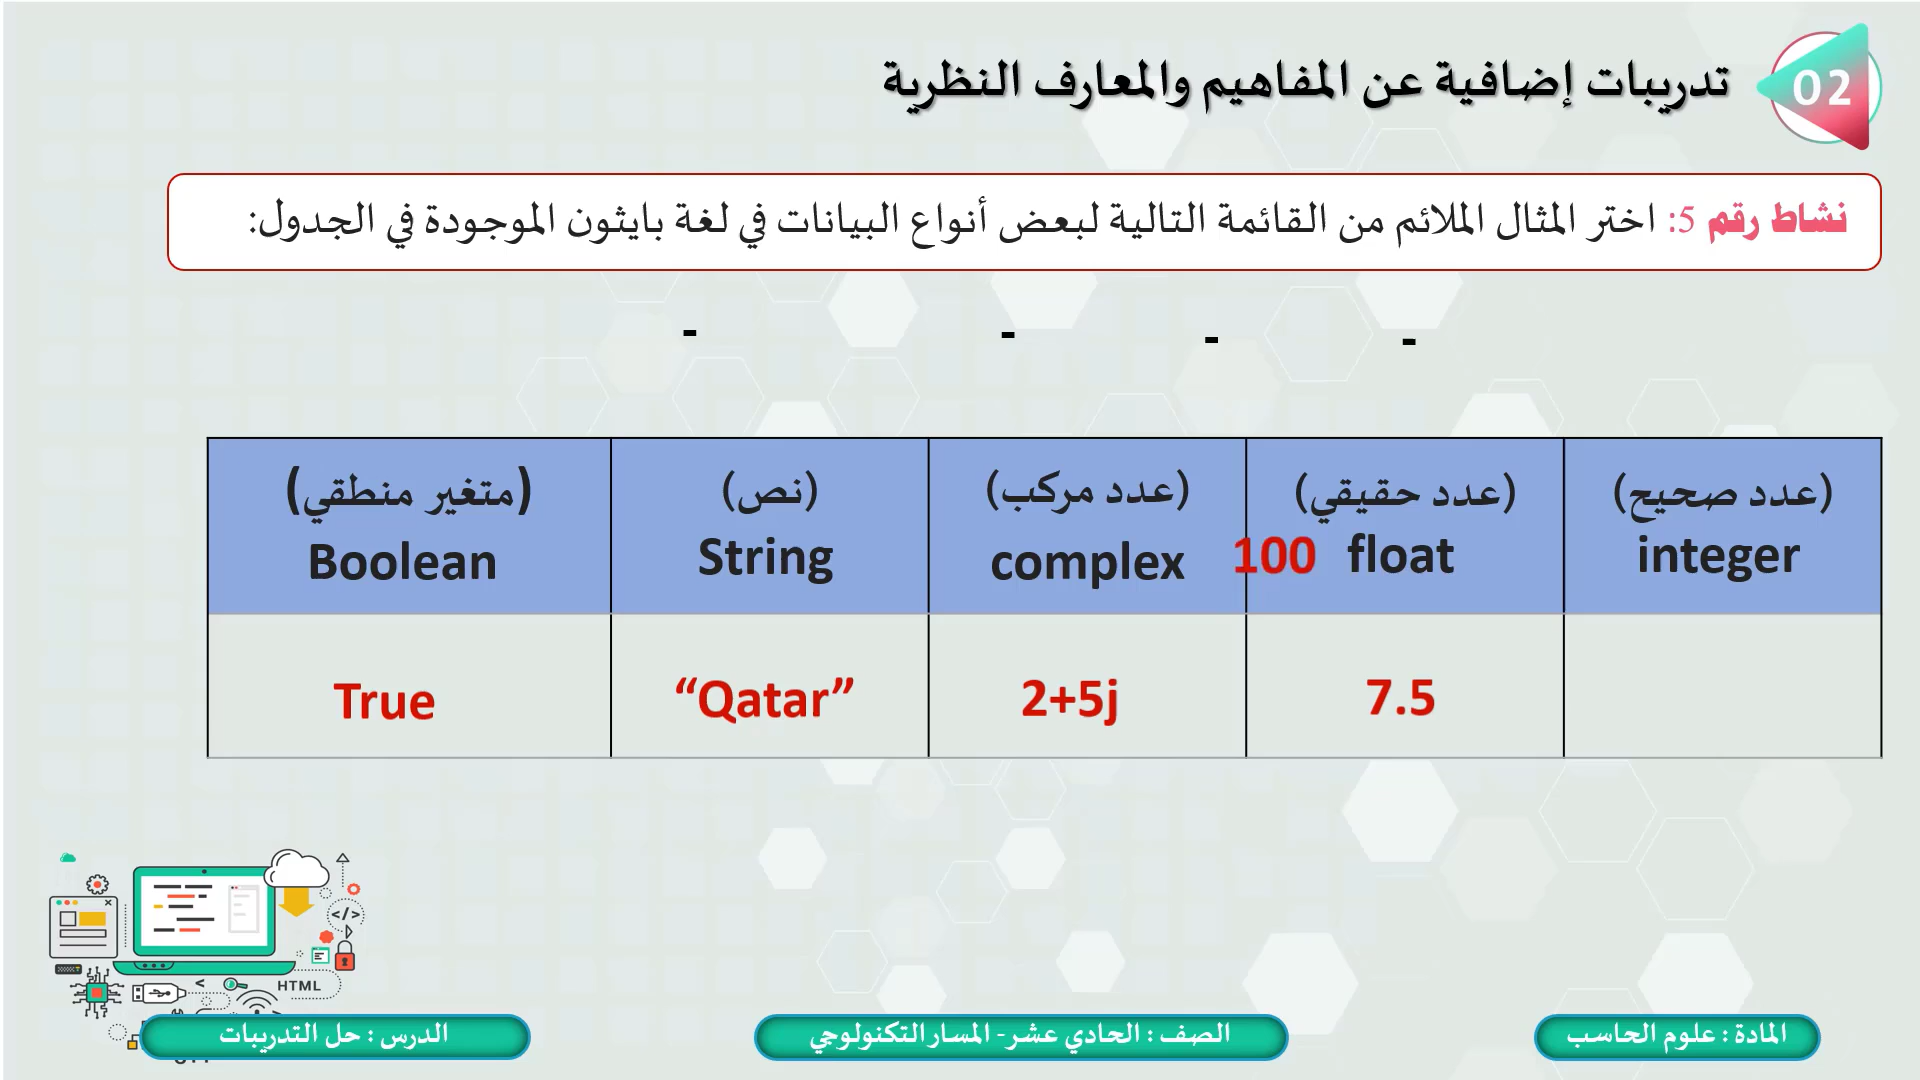 02
تدريبات إضافية عن المفاهيم والمعارف النظرية
نشاط رقم 5: اختر المثال الملائم من القائمة التالية لبعض أنواع البيانات في لغة بايثون الموجودة في الجدول:
- - - -
(عدد صحيح)
integer
(عدد حقيقي)
float
100
(عدد مركب)
complex
(نص)
String
(متغير منطقي)
Boolean
7.5
2+5j
“Qatar”
True
</>
HTML
المادة : علوم الحاسب
الصف : الحادي عشر- المسار التكنولوجي
الدرس : حل التدريبات